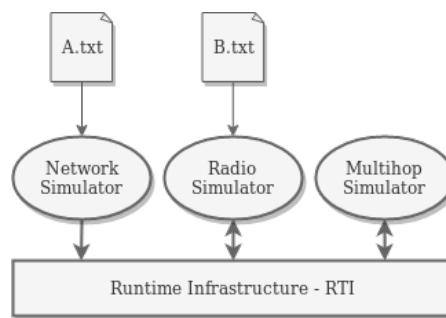 A.txt
B.txt
Network
Simulator
Radio
Simulator
Multihop
Simulator
Runtime Infrastructure - RTI